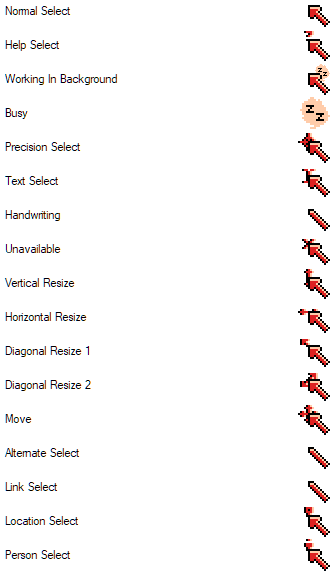 Normal Select
Help Select
Working In Background
Busy
Precision Select
Text Select
Handwriting
Unavailable
Vertical Resize
Horizontal Resize
Diagonal Resize 1
Diagonal Resize 2
Move
Alternate Select
Link Select
Location Select
Person Select